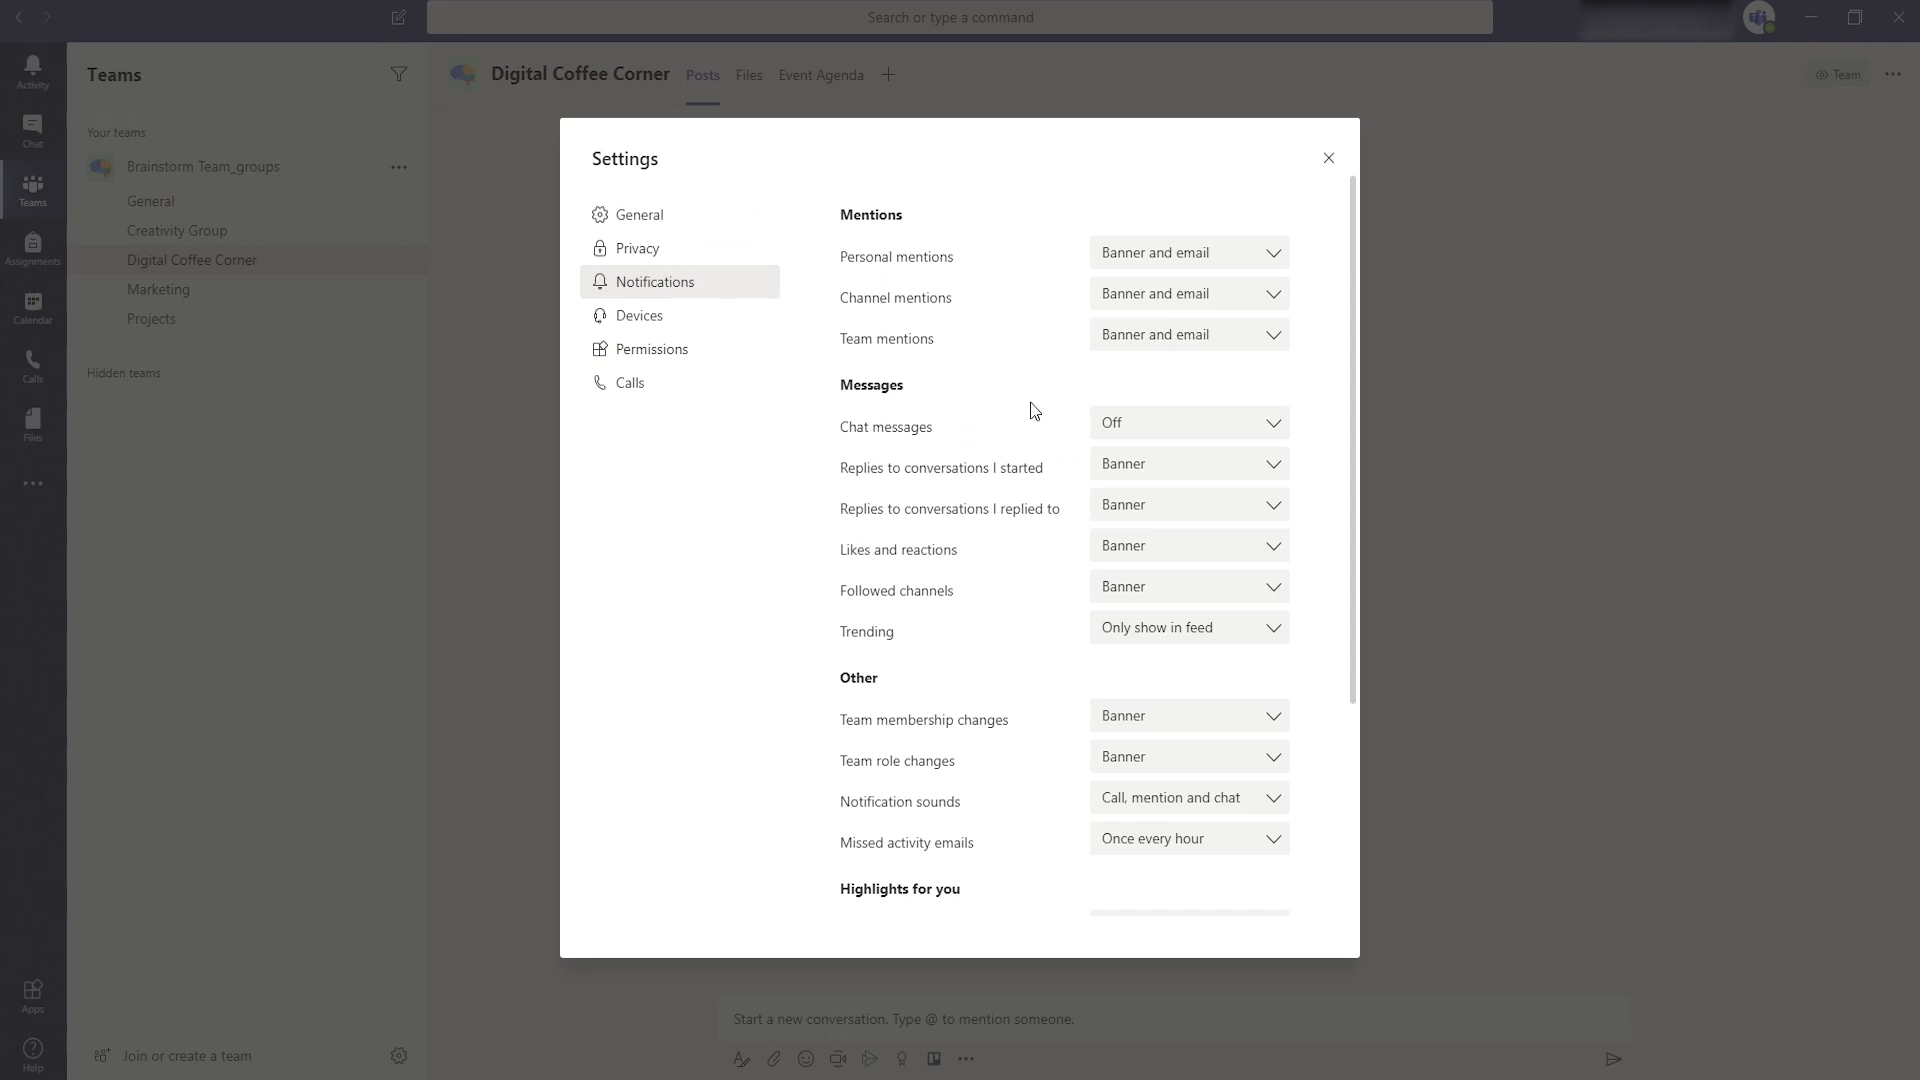 Search or type a command
Activity
Chat
Teams
Assignments
Calendar
Calls
Files
Apps
Help
Teams
Your teams
Brainstorm Team_groups
General
Creativity Group
Digital Coffee Corner
Marketing
Projects
Hidden teams
Join or create a team
Digital Coffee Corner Posts Files Event Agenda
Team
Settings
General
Privacy
Notifications
Devices
Permissions
Calls
Mentions
Personal mentions Banner and email
Channel mentions Banner and email
Team mentions Banner and email
Messages
Chat messages Off
Replies to conversations I started Banner
Replies to conversations I replied to Banner
Likes and reactions Banner
Followed channels Banner
Trending Only show in feed
Other
Team membership changes Banner
Team role changes Banner
Notification sounds Call, mention and chat
Missed activity emails Once every hour
Highlights for you
Start a new conversation. Type @ to mention someone.